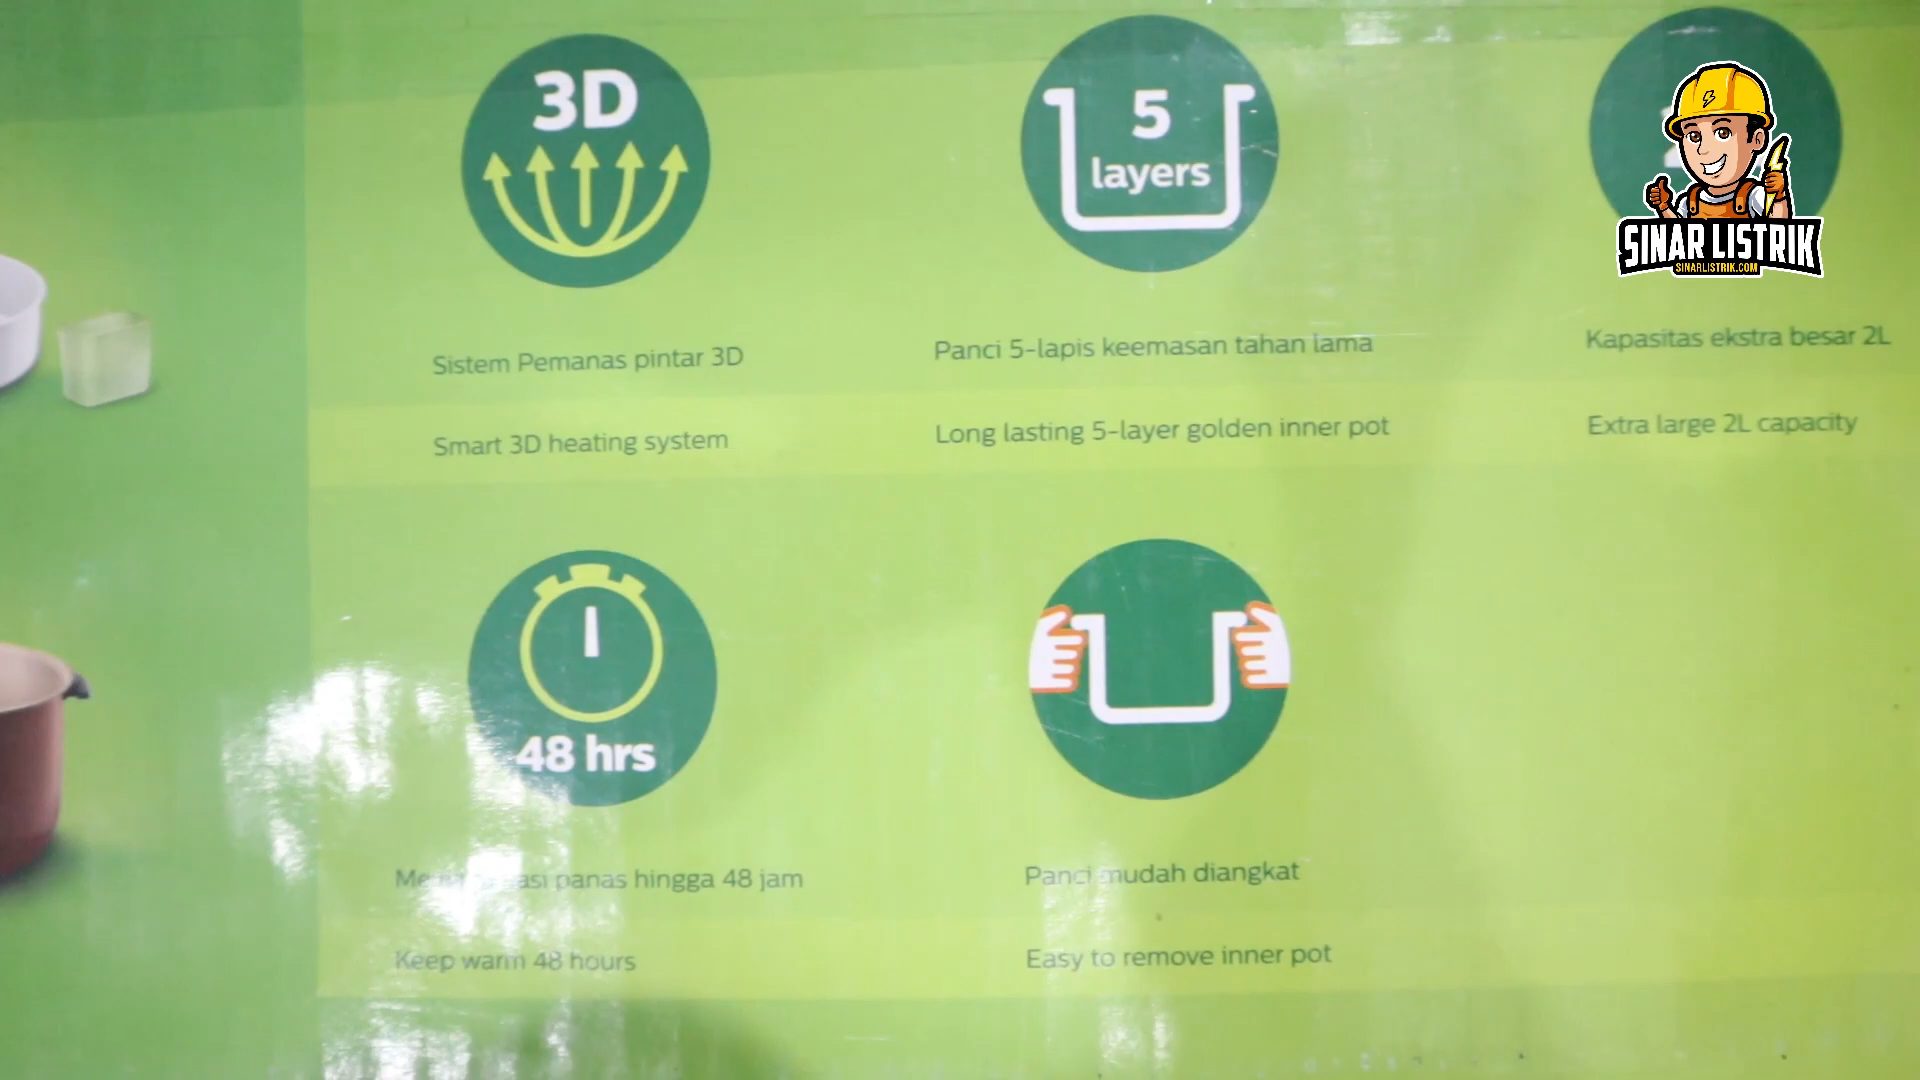 3D
5
layers
SINAR LISTRIK
SINARLISTRIK.COM
Sistem Pemanas pintar 3D
Panci 5-lapis keemasan tahan lama
Kapasitas ekstra besar 2L
Smart 3D heating system
Long lasting 5-layer golden inner pot
Extra large 2L capacity
48 hrs
panas hingga 48 jam
Panci mudah diangkat
Keep warm 48 hours
Easy to remove inner pot